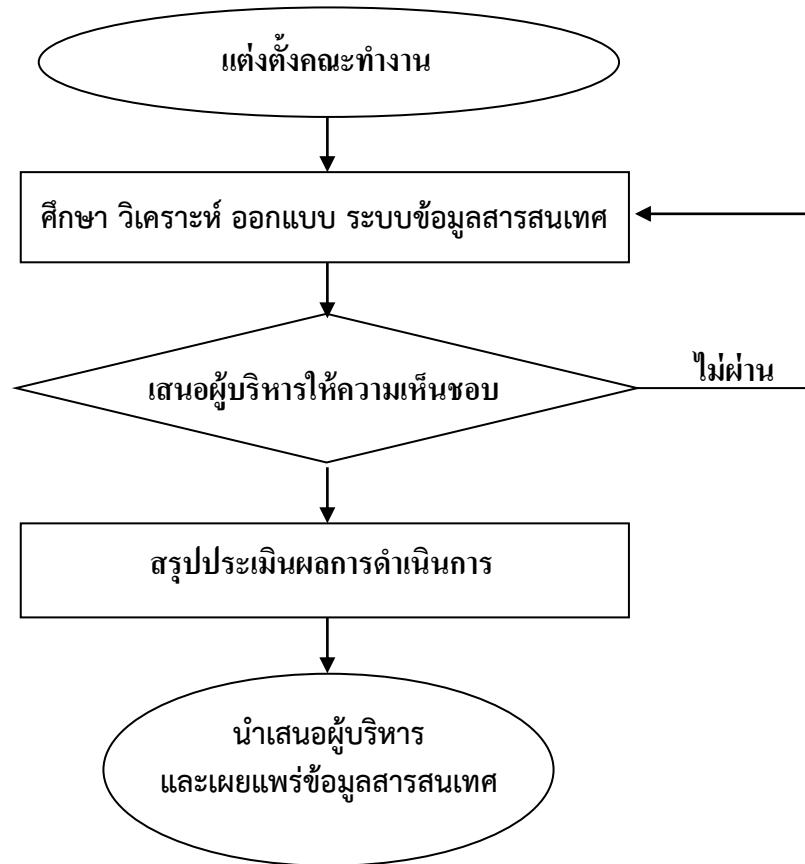 แต่งตั้งคณะทำงาน
ศึกษา วิเคราะห์ ออกแบบ ระบบข้อมูลสารสนเทศ
เสนอผู้บริหารให้ความเห็นชอบ
ไม่ผ่าน
สรุปประเมินผลการดำเนินการ
นำเสนอผู้บริหาร
และเผยแพร่ข้อมูลสารสนเทศ